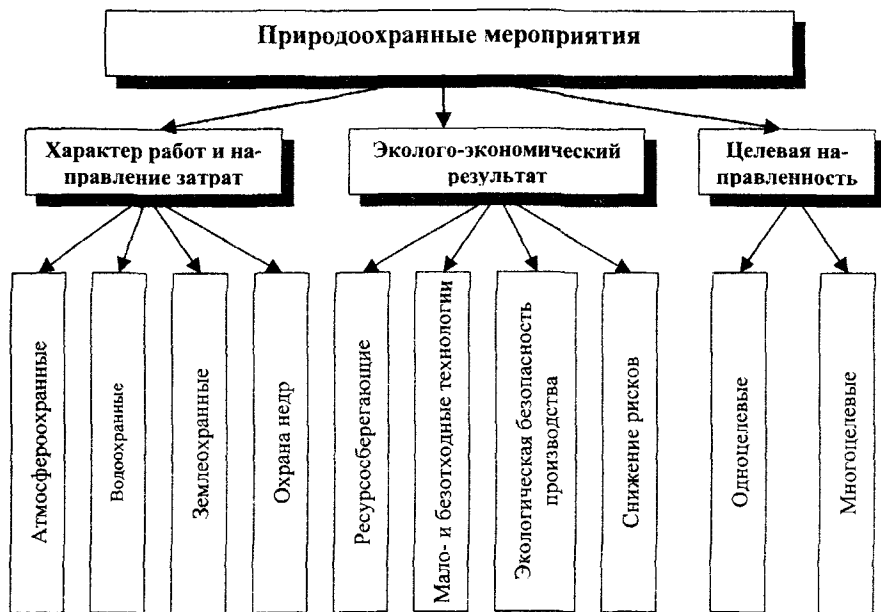 Природоохранные мероприятия
Характер работ и на-
правление затрат
Эколого-экономический
результат
Целевая на-
правленность
Атмосфероохранные
Водоохранные
Землеохранные
Охрана недр
Ресурсосберегающие
Мало- и безотходные технологии
Экологическая безопасность
производства
Снижение рисков
Одноцелевые
Многоцелевые